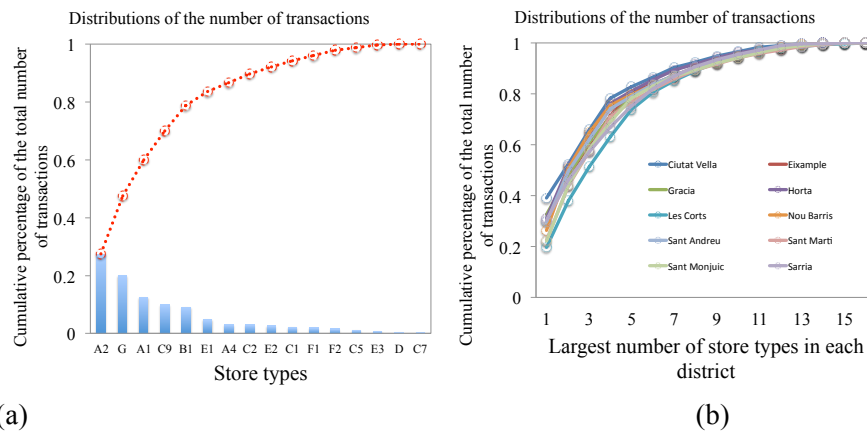 Distributions of the number of transactions
Cumulative percentage of the total number
of transactions
1
0.8
0.6
0.4
0.2
0
A2 G A1 C9 B1 E1 A4 C2 E2 C1 F1 F2 C5 E3 D C7
Store types
(a)
Distributions of the number of transactions
Cumulative percentage of the total number
of transactions
1
0.8
0.6
0.4
0.2
0
Ciutat Vella Eixample
Gracia Horta
Les Corts Nou Barris
Sant Andreu Sant Martí
Sant Monjuic Sarria
1 3 5 7 9 11 13 15
Largest number of store types in each
district
(b)